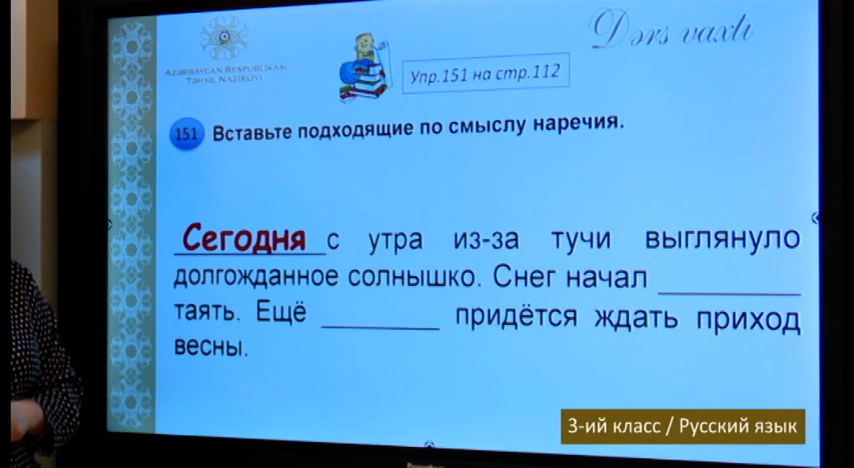 Dərs vaxtı
AZƏRBAYCAN RESPUBLİKASI
TƏHSİL NAZİRLİYİ
Упр.151 на стр.112
151 Вставьте подходящие по смыслу наречия.
Сегодня с утра из-за тучи выглянуло
долгожданное солнышко. Снег начал ________
таять. Ещё ________ придётся ждать приход
весны.
3-ий класс / Русский язык